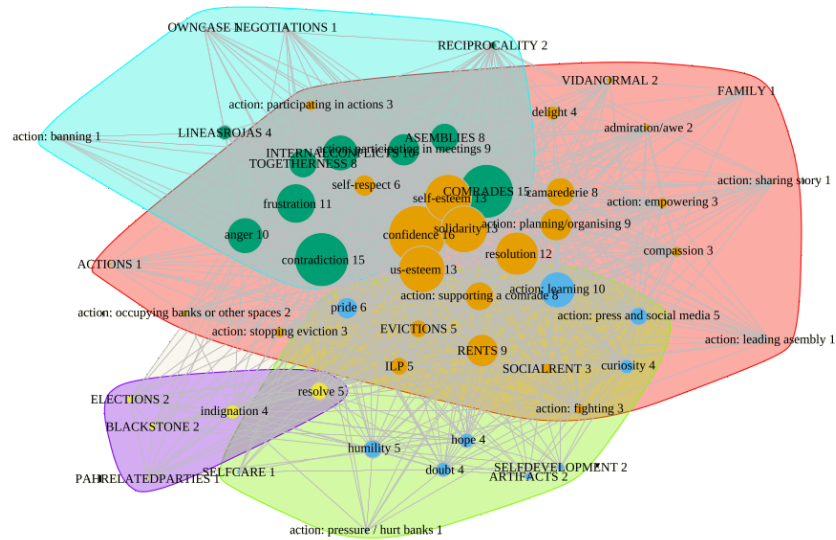 OWNCASE 1
NEGOTIATIONS 1
RECIPROCALITY 2
VIDANORMAL 2
FAMILY 1
action: participating in actions 3
delight 4
action: banning 1
LINEASROJAS 4
admiration/awe 2
ASEMBLIES 8
action: participating in meetings 9
INTERNALCONFLICTS 10
TOGETHERNESS 8
self-respect 6
action: sharing story 1
COMRADES 15
camarederie 8
self-esteem 13
frustration 11
action: empowering 3
action: planning/organising 9
solidarity 13
anger 10
confidence 16
compassion 3
resolution 12
contradiction 15
ACTIONS 1
us-esteem 13
action: learning 10
action: supporting a comrade 8
pride 6
action: occupying banks or other spaces 2
action: press and social media 5
action: stopping eviction 3
EVICTIONS 5
action: leading asembly 1
RENTS 9
ILP 5
SOCIALRENT 3
curiosity 4
resolve 5
ELECTIONS 2
indignation 4
action: fighting 3
BLACKSTONE 2
hope 4
humility 5
doubt 4
SELFDEVELOPMENT 2
SELFCARE 1
ARTIFACTS 2
PAHRELATEDPARTIES 1
action: pressure / hurt banks 1